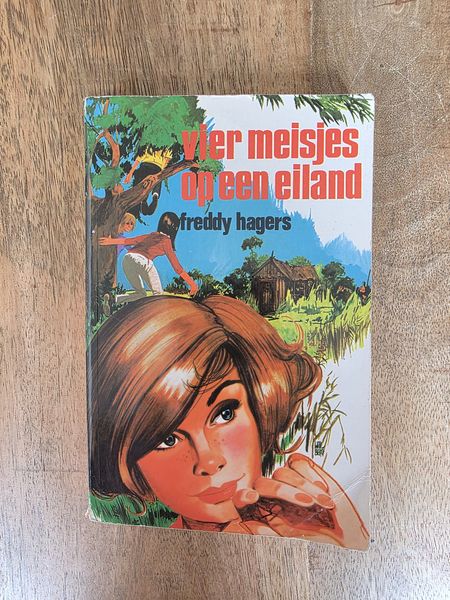 vier meisjes
op een eiland
freddy hagers